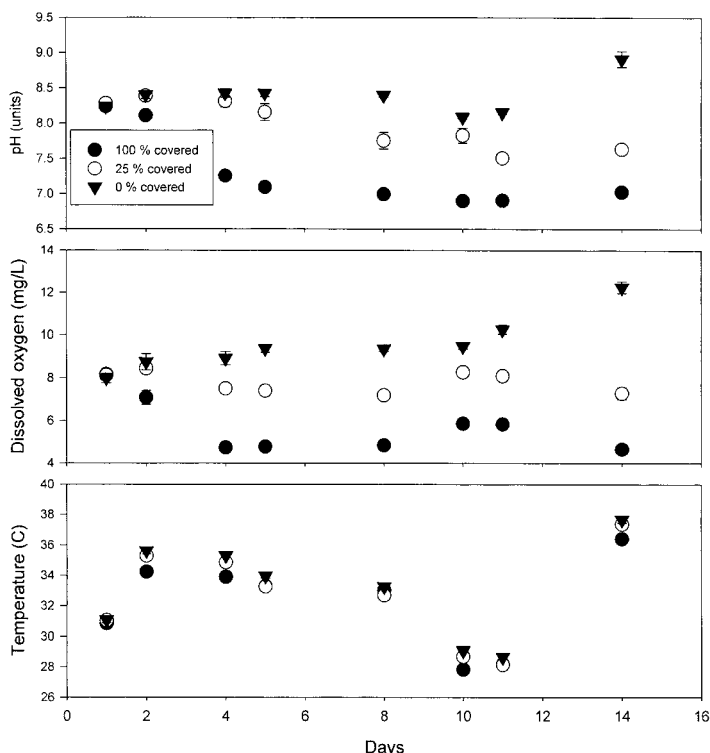 9.5
9.0
8.5
8.0
7.5
7.0
6.5
pH (units)
100 % covered
25 % covered
0 % covered
14
12
10
8
6
4
Dissolved oxygen (mg/L)
40
38
36
34
32
30
28
26
Temperature (C)
0 2 4 6 8 10 12 14 16
Days